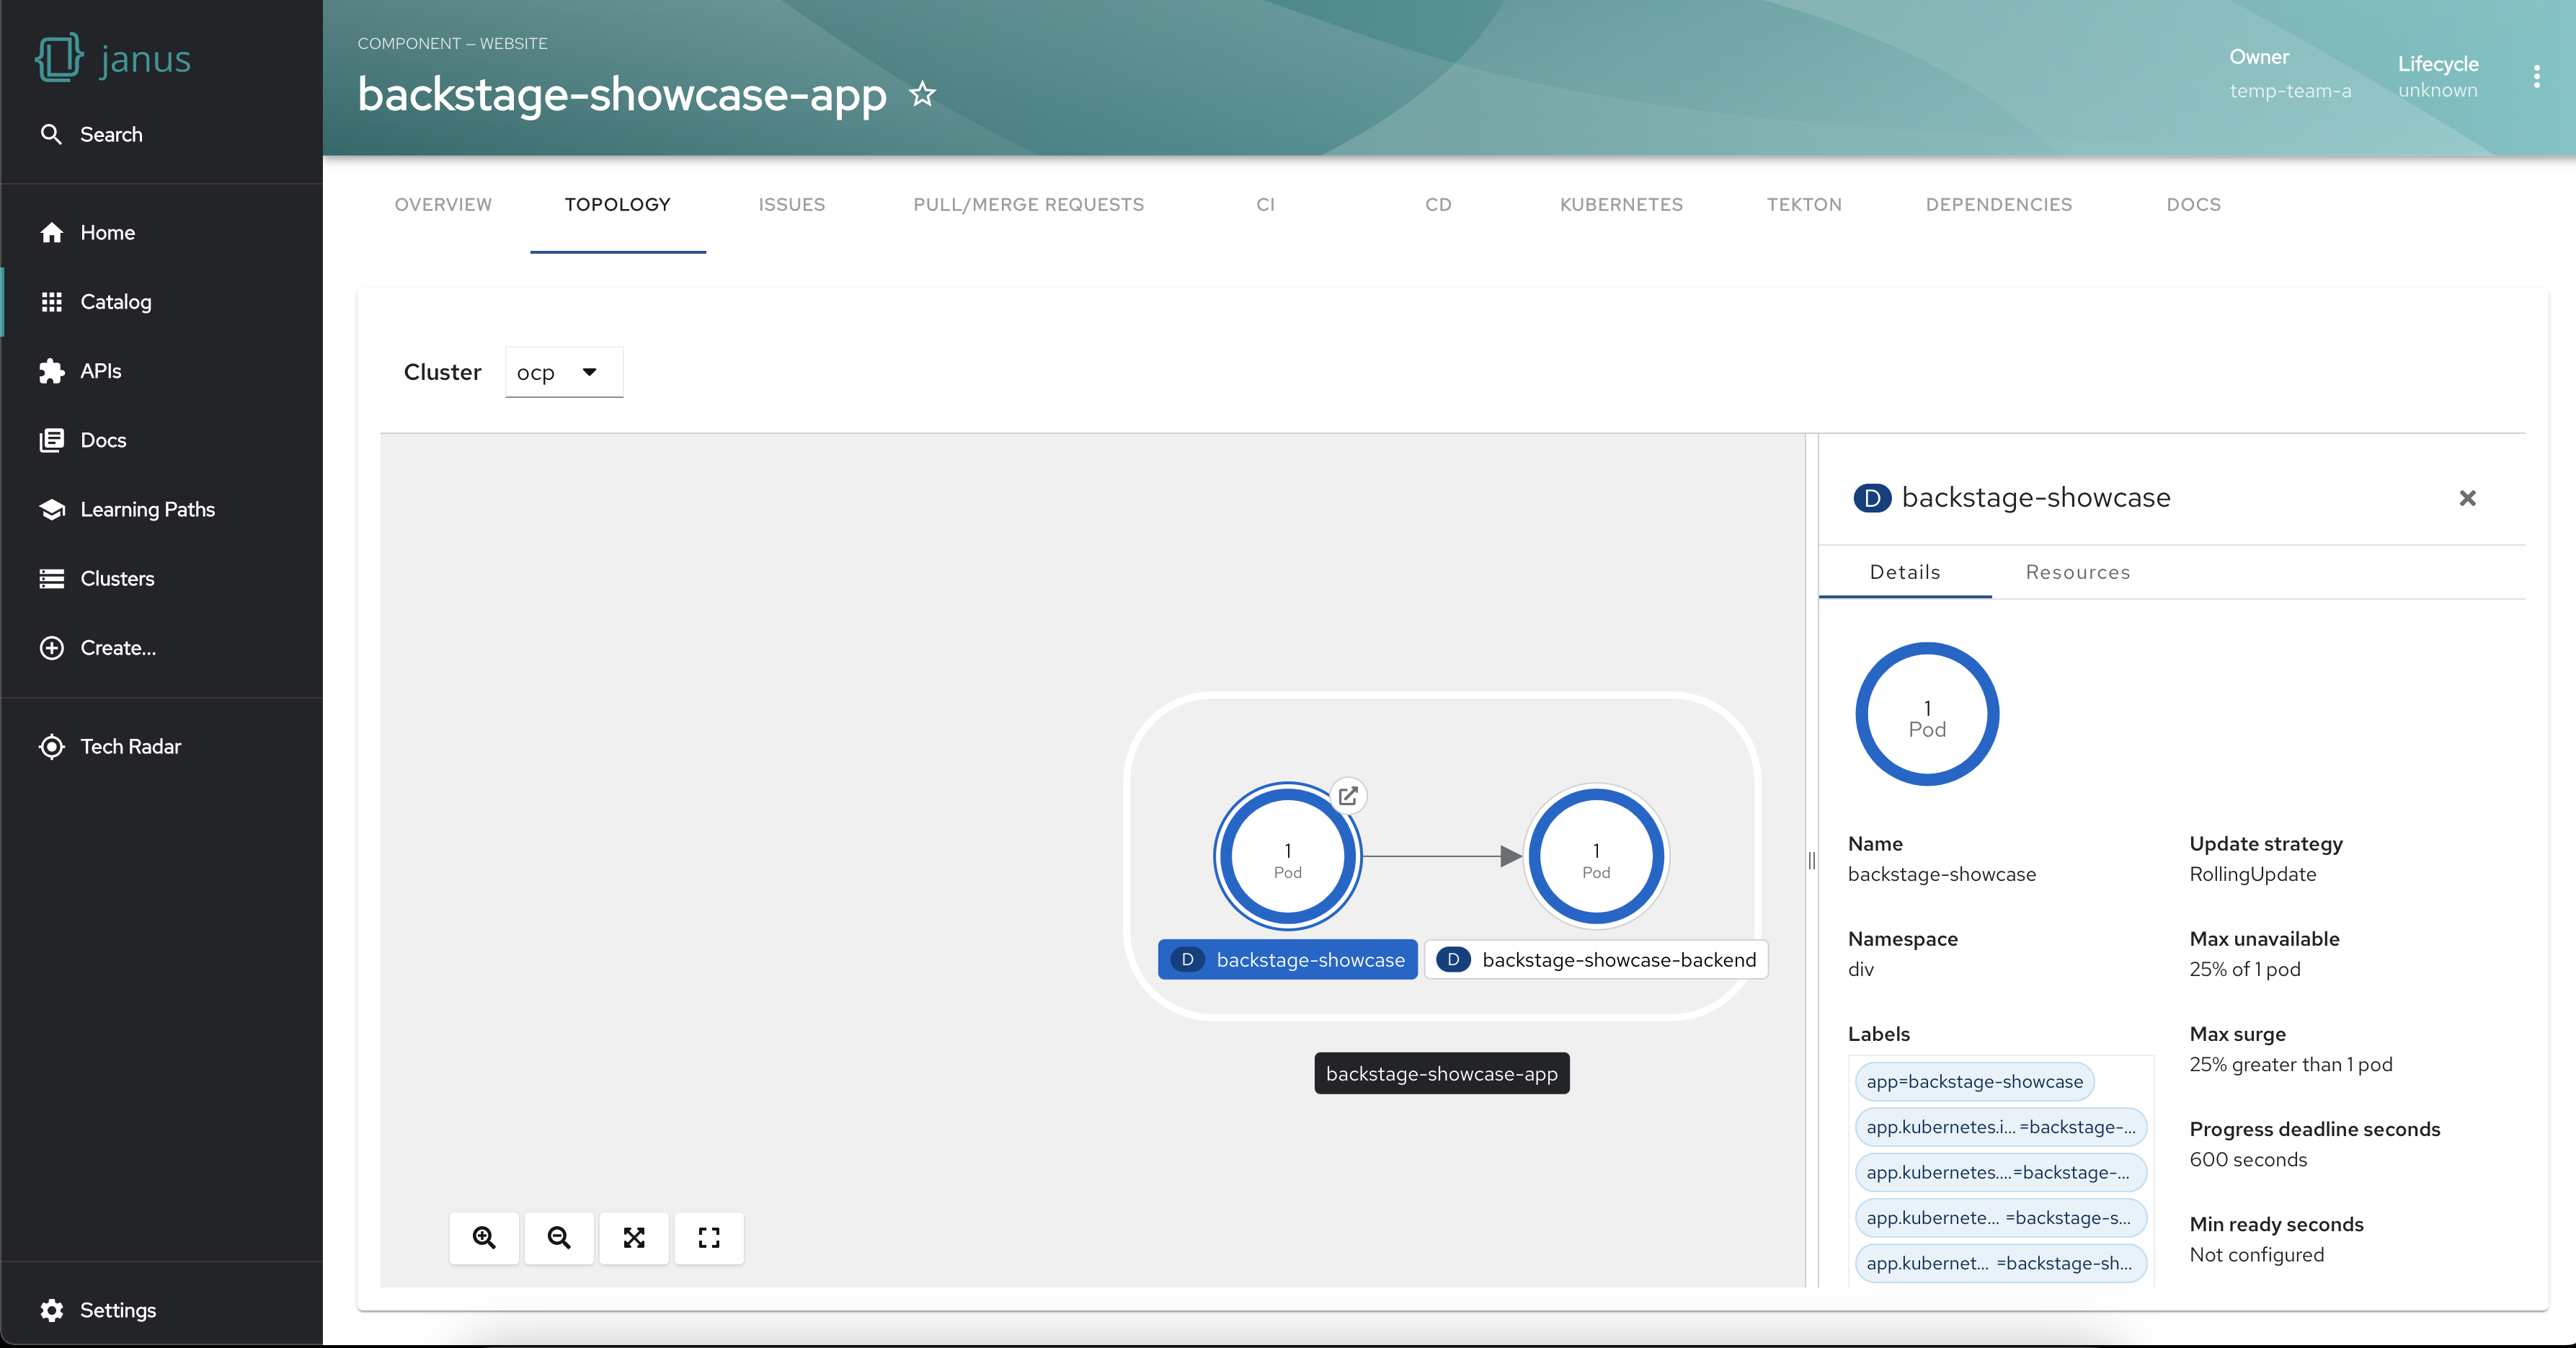 janus
Search
Home
Catalog
APIs
Docs
Learning Paths
Clusters
Create...
Tech Radar
Settings
COMPONENT — WEBSITE
backstage-showcase-app
Owner
temp-team-a
Lifecycle
unknown
OVERVIEW
TOPOLOGY
ISSUES
PULL/MERGE REQUESTS
CI
CD
KUBERNETES
TEKTON
DEPENDENCIES
DOCS
Cluster
ocp
1
Pod
1
Pod
D backstage-showcase
D backstage-showcase-backend
backstage-showcase-app
D backstage-showcase
Details
Resources
1
Pod
Name
backstage-showcase
Namespace
div
Labels
app=backstage-showcase
app.kubernetes.i... =backstage-...
app.kubernetes....=backstage-...
app.kubernete... =backstage-s...
app.kubernet... =backstage-sh...
Update strategy
RollingUpdate
Max unavailable
25% of 1 pod
Max surge
25% greater than 1 pod
Progress deadline seconds
600 seconds
Min ready seconds
Not configured